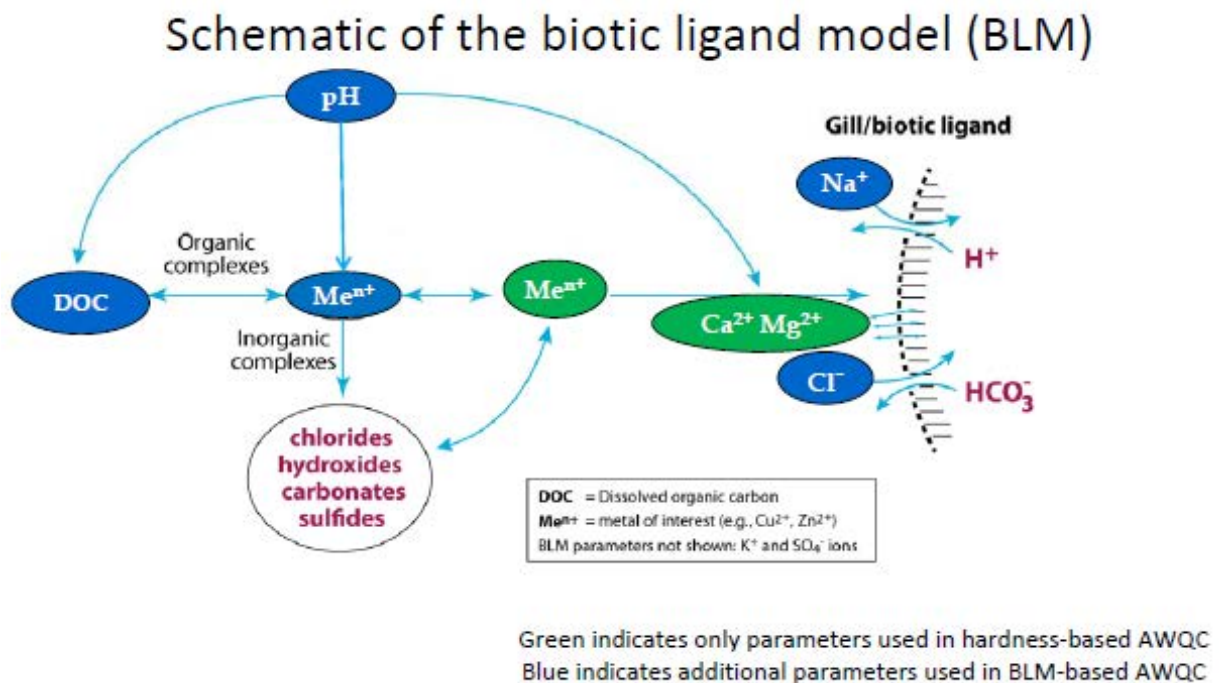 Schematic of the biotic ligand model (BLM)
pH
Gill/biotic ligand
Na⁺
H⁺
Organic
complexes
DOC
Meⁿ⁺
Meⁿ⁺
Ca²⁺ Mg²⁺
Inorganic
complexes
Cl⁻
HCO₃⁻
chlorides
hydroxides
carbonates
sulfides
DOC = Dissolved organic carbon
Meⁿ⁺ = metal of interest (e.g., Cu²⁺, Zn²⁺)
BLM parameters not shown: K⁺ and SO₄⁻ ions
Green indicates only parameters used in hardness-based AWQC
Blue indicates additional parameters used in BLM-based AWQC